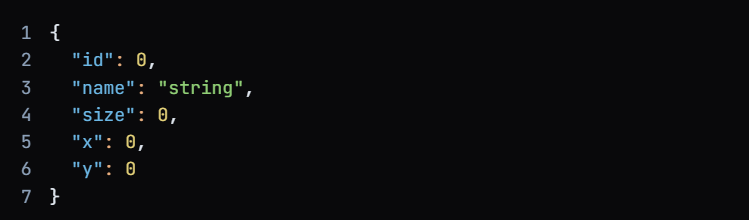 1 {
2   "id": 0,
3   "name": "string",
4   "size": 0,
5   "x": 0,
6   "y": 0
7 }